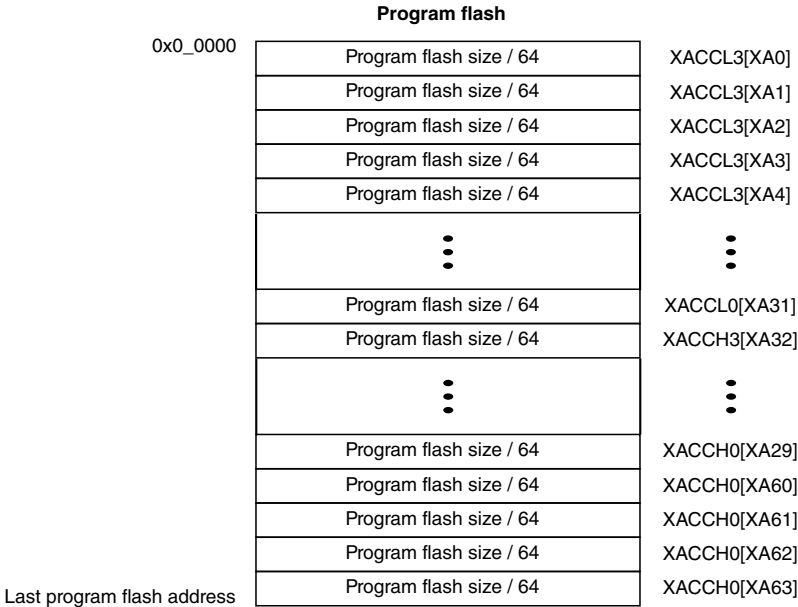 Program flash
0x0_0000
Program flash size / 64 XACCL3[XA0]
Program flash size / 64 XACCL3[XA1]
Program flash size / 64 XACCL3[XA2]
Program flash size / 64 XACCL3[XA3]
Program flash size / 64 XACCL3[XA4]
Program flash size / 64 XACCL0[XA31]
Program flash size / 64 XACCH3[XA32]
Program flash size / 64 XACCH0[XA29]
Program flash size / 64 XACCH0[XA60]
Program flash size / 64 XACCH0[XA61]
Program flash size / 64 XACCH0[XA62]
Program flash size / 64 XACCH0[XA63]
Last program flash address